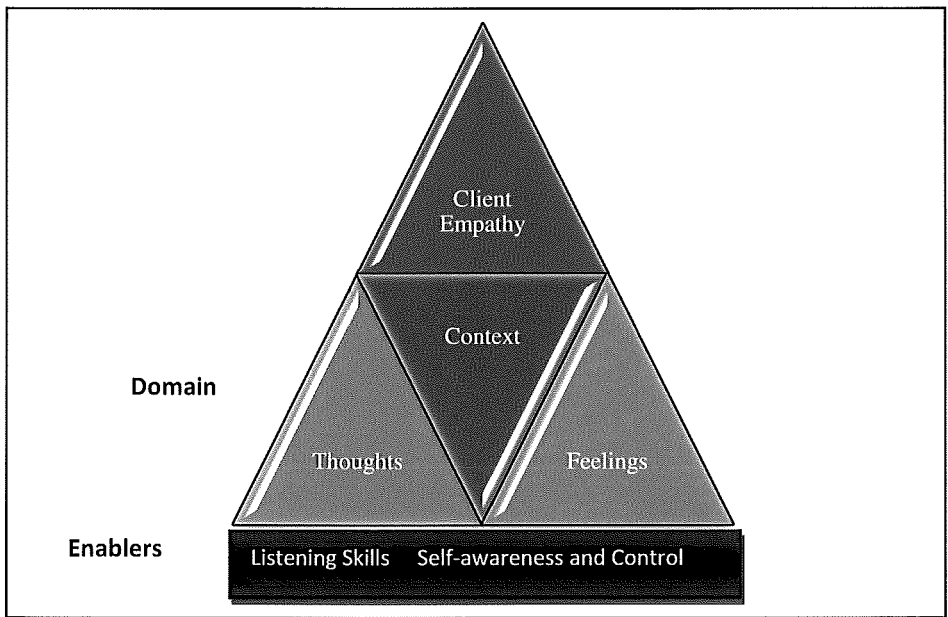 Client
Empathy
Context
Domain
Thoughts
Feelings
Enablers
Listening Skills Self-awareness and Control